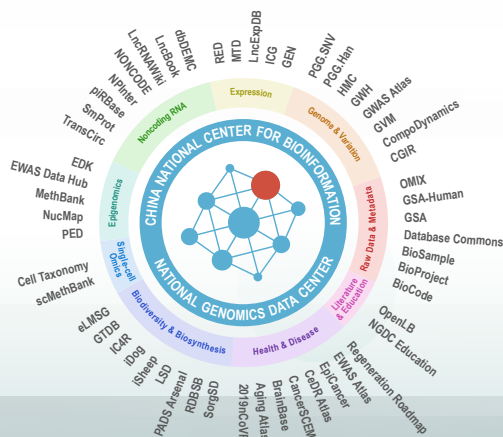 CHINA NATIONAL CENTER FOR BIOINFORMATION
NATIONAL GENOMICS DATA CENTER
Expression
RED
MTD
LncExpDB
ICG
GEN
Genome & Variation
PGG.SNV
PGG.Han
HMC
GWH
GWAS Atlas
GVM
CompoDynamics
CGIR
Raw Data & Metadata
OMIX
GSA-Human
GSA
Database Commons
BioSample
BioProject
BioCode
Literature
& Education
OpenLB
NGDC Education
Health & Disease
Regeneration Roadmap
EWAS Atlas
EpiCancer
CeDR Atlas
CancerSCEM
BrainBase
Aging Atlas
2019nCoVR
Biodiversity & Biosynthesis
SorgSD
RDBSB
PADS Arsenal
LSD
iSheep
iDog
IC4R
GTDB
eLMSG
Single-cell
Omics
scMethBank
Cell Taxonomy
Epigenomics
PED
NucMap
MethBank
EWAS Data Hub
EDK
Noncoding RNA
TransCirc
SmProt
piRBase
NPInter
NONCODE
LncRNAWiki
LncBook
dbDEMC